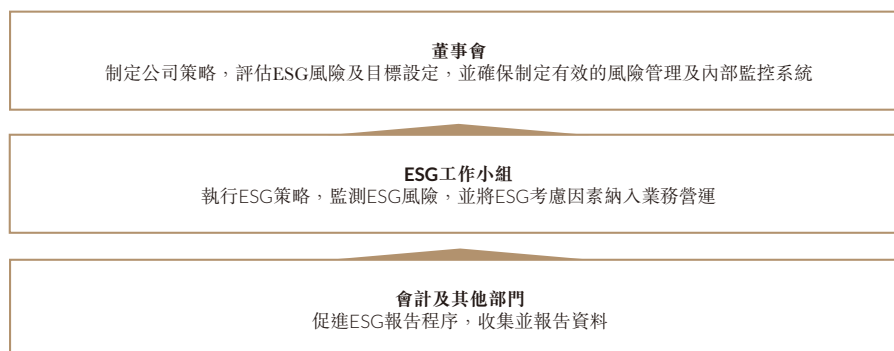 董事會
制定公司策略，評估ESG風險及目標設定，並確保制定有效的風險管理及內部監控系統
ESG工作小組
執行ESG策略，監測ESG風險，並將ESG考慮因素納入業務營運
會計及其他部門
促進ESG報告程序，收集並報告資料